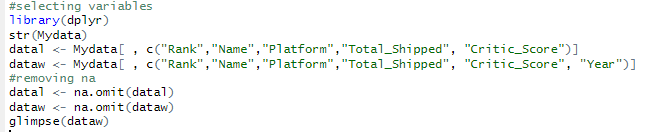 #selecting variables
library(dplyr)
str(Mydata)
datal <- Mydata[ , c("Rank","Name","Platform","Total_Shipped", "Critic_Score")]
dataw <- Mydata[ , c("Rank","Name","Platform","Total_Shipped", "Critic_Score", "Year")]
#removing na
datal <- na.omit(datal)
dataw <- na.omit(dataw)
glimpse(dataw)